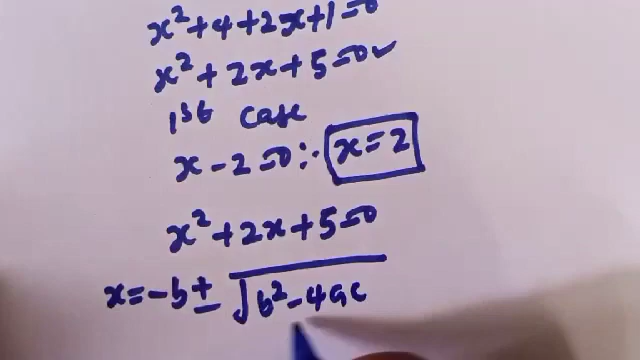 x²+4+2x+1=0
x²+2x+5=0✓
1st case
x-2=0∴ x=2
x²+2x+5=0
x=-b±√b²-4ac